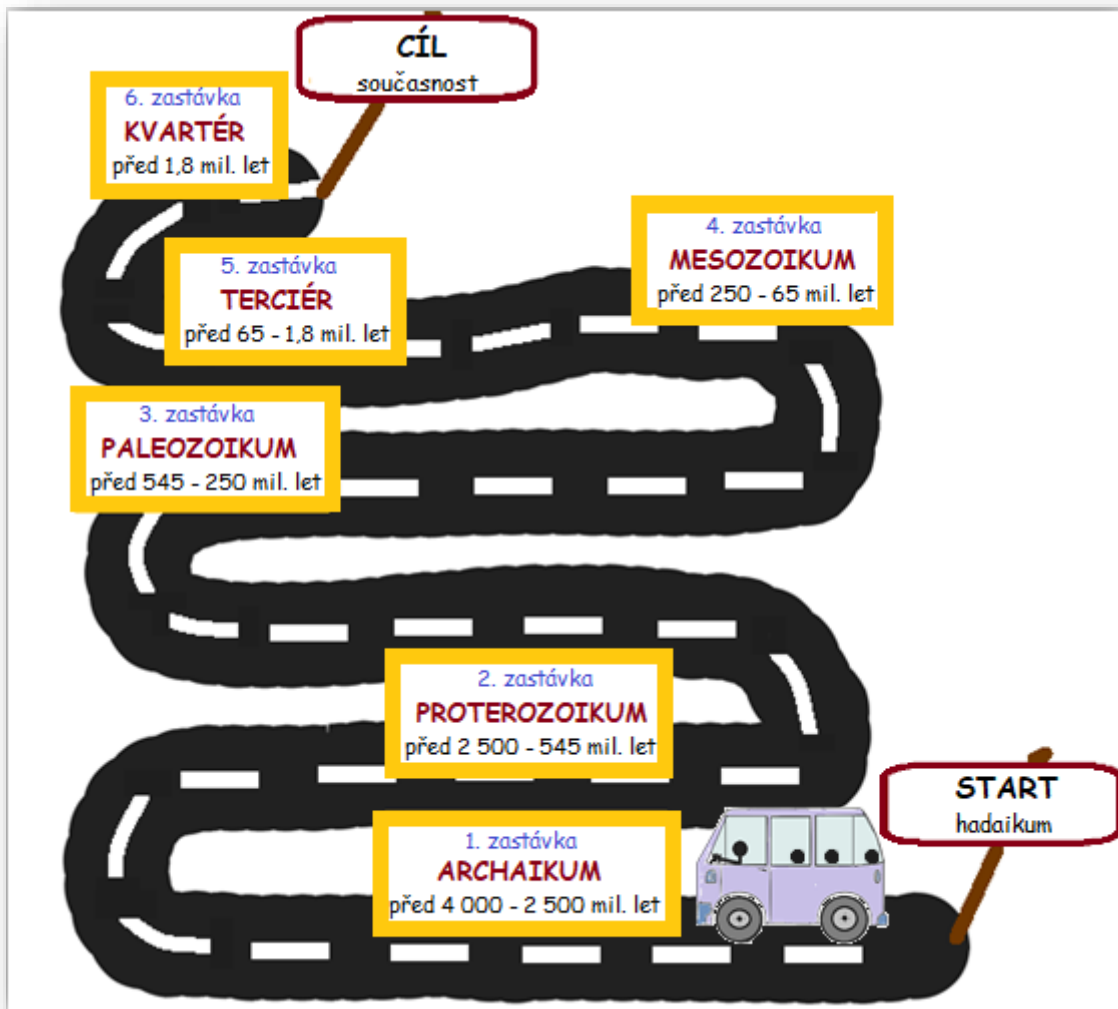 CÍL
současnost
6. zastávka
KVARTÉR
před 1,8 mil. let
4. zastávka
MESOZOIKUM
před 250 - 65 mil. let
5. zastávka
TERCIÉR
před 65 - 1,8 mil. let
3. zastávka
PALEOZOIKUM
před 545 - 250 mil. let
2. zastávka
PROTEROZOIKUM
před 2 500 - 545 mil. let
START
hadaikum
1. zastávka
ARCHAIKUM
před 4 000 - 2 500 mil. let